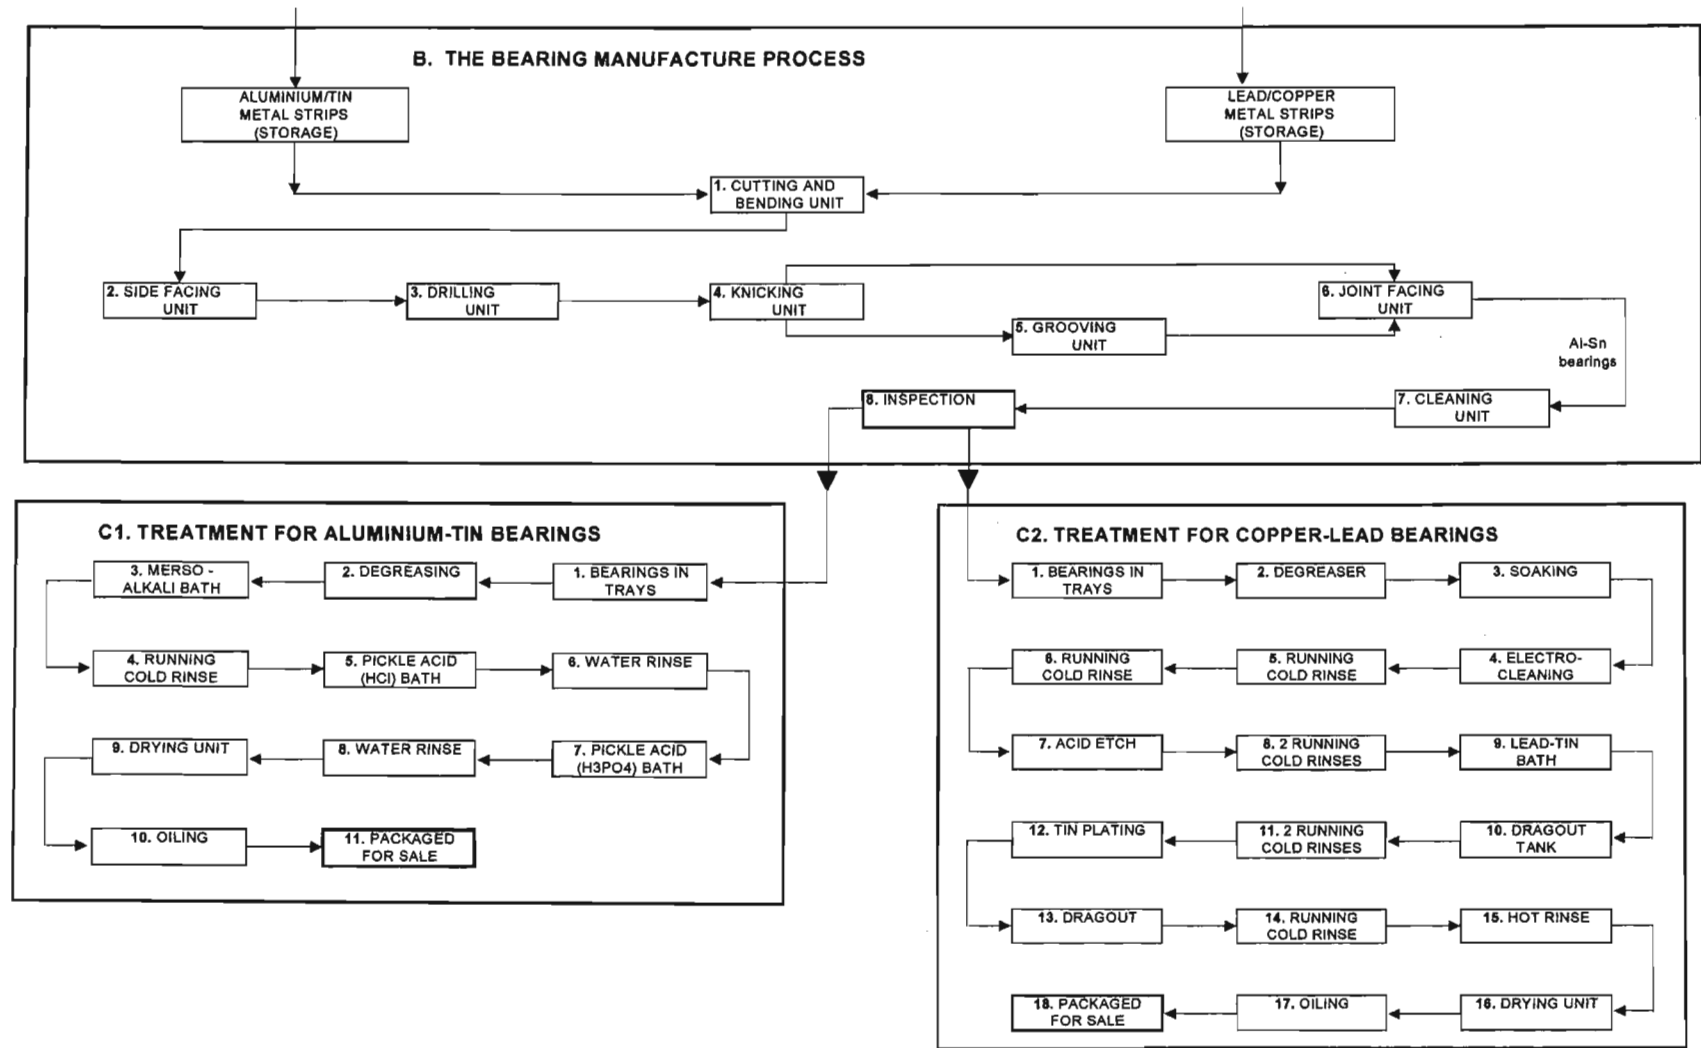 B. THE BEARING MANUFACTURE PROCESS
ALUMINIUM/TIN
METAL STRIPS
(STORAGE)
LEAD/COPPER
METAL STRIPS
(STORAGE)
1. CUTTING AND
BENDING UNIT
2. SIDE FACING
UNIT
3. DRILLING
UNIT
4. KNICKING
UNIT
5. GROOVING
UNIT
6. JOINT FACING
UNIT
Al-Sn
bearings
7. CLEANING
UNIT
8. INSPECTION
C1. TREATMENT FOR ALUMINIUM-TIN BEARINGS
1. BEARINGS IN
TRAYS
2. DEGREASING
3. MERSO -
ALKALI BATH
4. RUNNING
COLD RINSE
5. PICKLE ACID
(HCl) BATH
6. WATER RINSE
7. PICKLE ACID
(H3PO4) BATH
8. WATER RINSE
9. DRYING UNIT
10. OILING
11. PACKAGED
FOR SALE
C2. TREATMENT FOR COPPER-LEAD BEARINGS
1. BEARINGS IN
TRAYS
2. DEGREASER
3. SOAKING
4. ELECTRO-
CLEANING
5. RUNNING
COLD RINSE
6. RUNNING
COLD RINSE
7. ACID ETCH
8. 2 RUNNING
COLD RINSES
9. LEAD-TIN
BATH
10. DRAGOUT
TANK
11. 2 RUNNING
COLD RINSES
12. TIN PLATING
13. DRAGOUT
14. RUNNING
COLD RINSE
15. HOT RINSE
16. DRYING UNIT
17. OILING
18. PACKAGED
FOR SALE